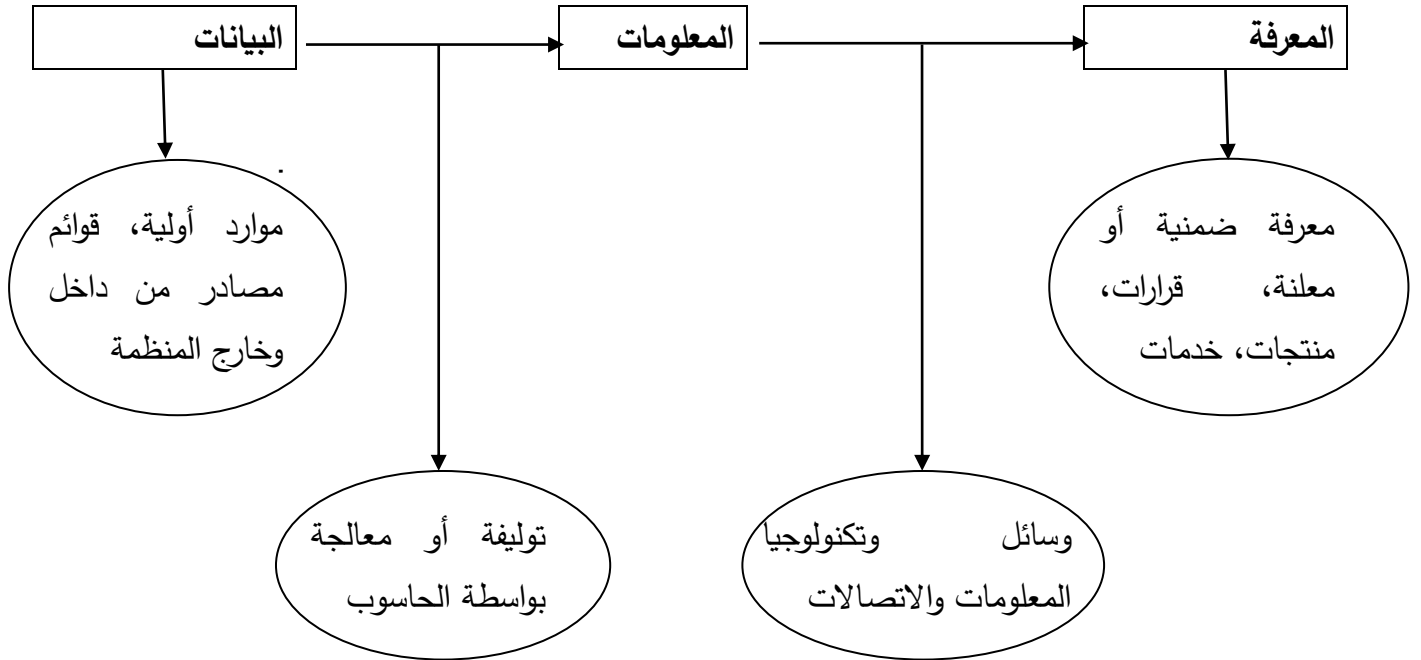 البيانات
المعلومات
المعرفة
موارد أولية، قوائم
مصادر من داخل
وخارج المنظمة
معرفة ضمنية أو
معلنة، قرارات،
منتجات، خدمات
توليفة أو معالجة
بواسطة الحاسوب
وسائل وتكنولوجيا
المعلومات والاتصالات